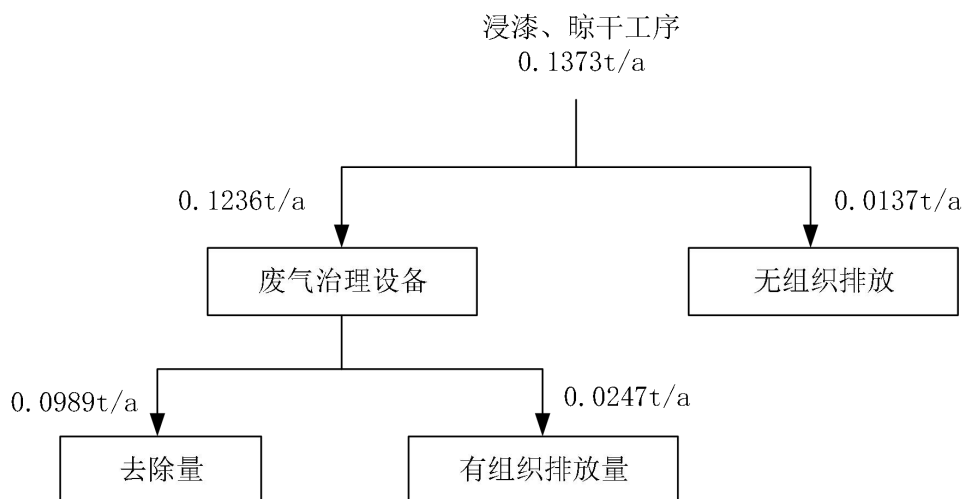 浸漆、晾干工序
0.1373t/a
0.1236t/a
0.0137t/a
废气治理设备
无组织排放
0.0989t/a
0.0247t/a
去除量
有组织排放量